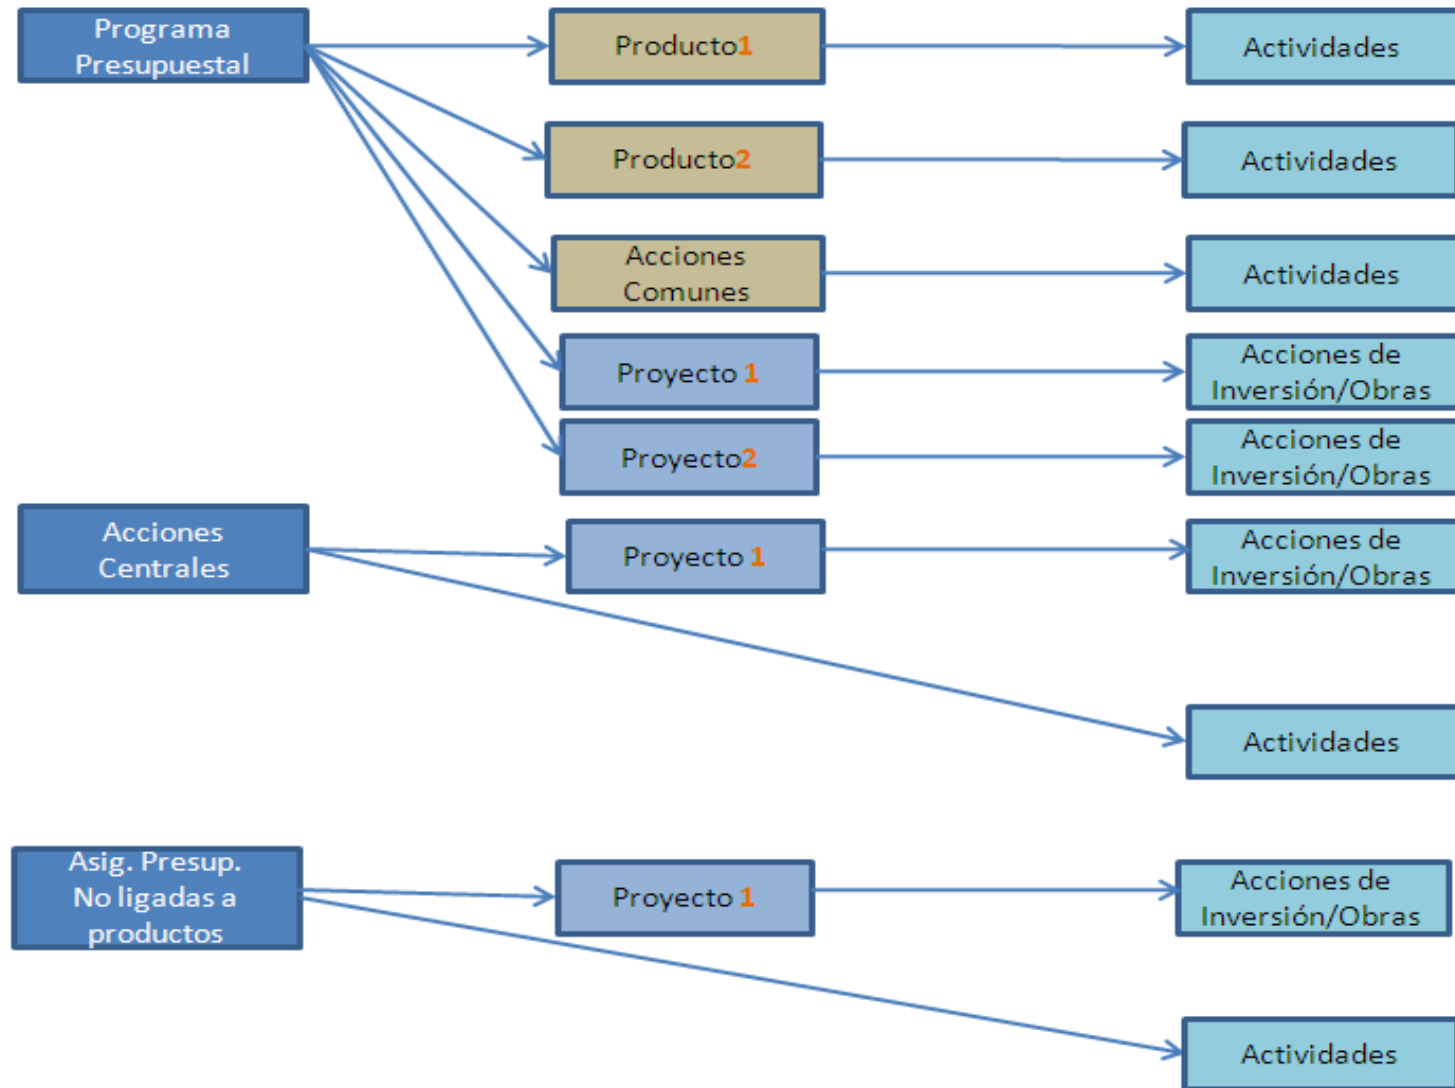 Programa
Presupuestal
Producto1
Actividades
Producto2
Actividades
Acciones
Comunes
Actividades
Proyecto 1
Acciones de
Inversión/Obras
Proyecto2
Acciones de
Inversión/Obras
Acciones
Centrales
Proyecto 1
Acciones de
Inversión/Obras
Actividades
Asig. Presup.
No ligadas a
productos
Proyecto 1
Acciones de
Inversión/Obras
Actividades